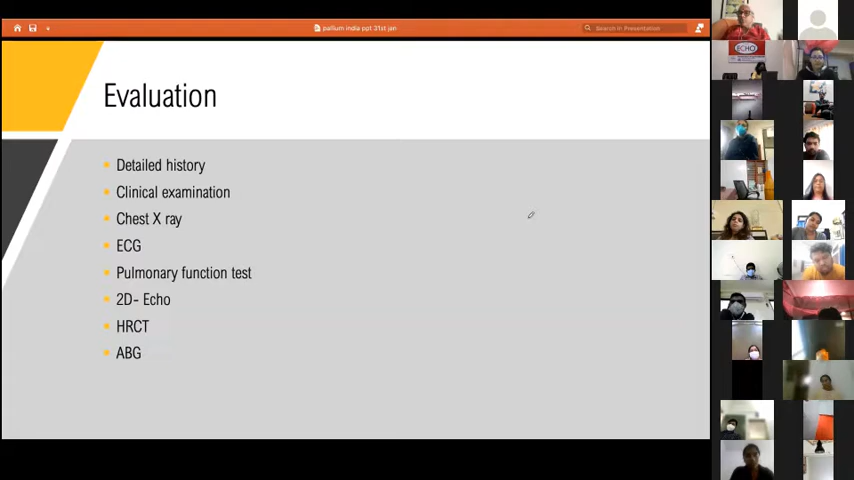 pallium india ppt 31st jan
Search in Presentation
ECHO
Evaluation
Detailed history
Clinical examination
Chest X ray
ECG
Pulmonary function test
2D- Echo
HRCT
ABG